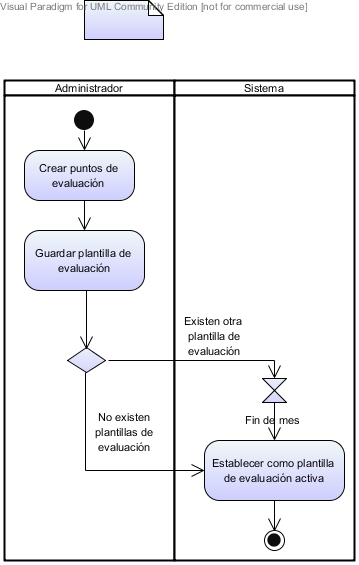 Visual Paradigm for UML Community Edition [not for commercial use]
Administrador
Sistema
Crear puntos de
evaluación
Guardar plantilla de
evaluación
Existen otra
plantilla de
evaluación
Fin de mes
No existen
plantillas de
evaluación
Establecer como plantilla
de evaluación activa